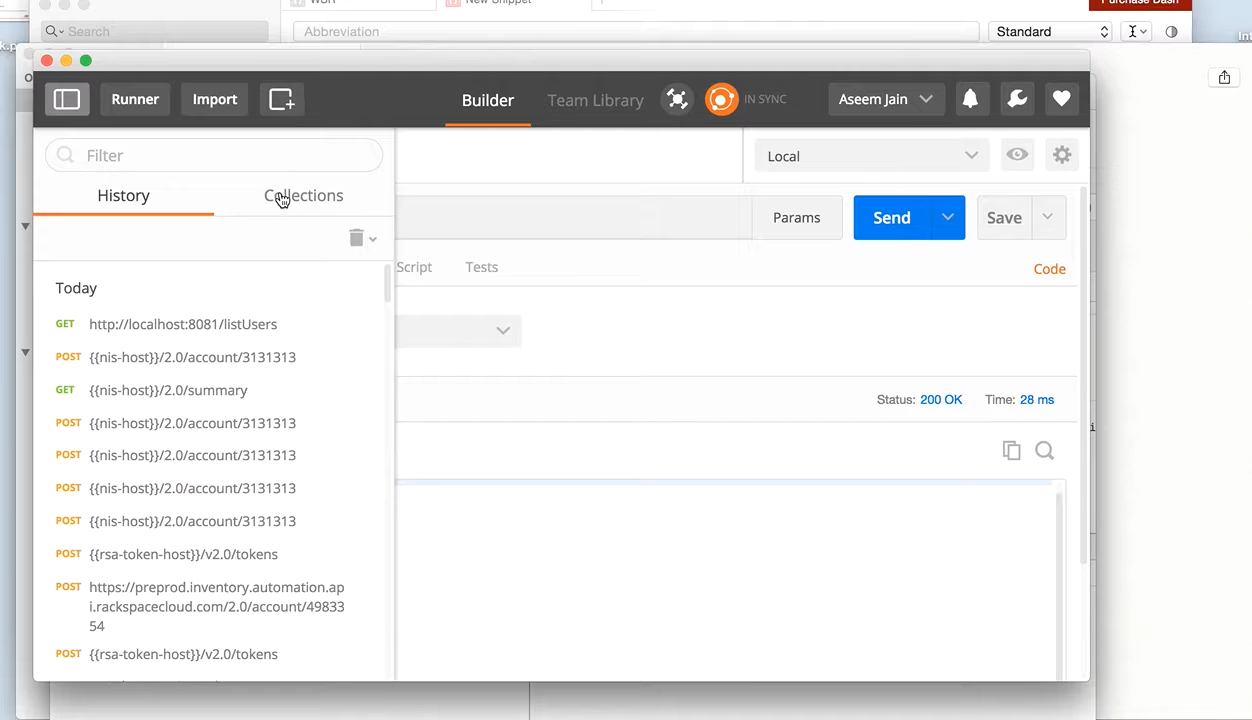 New Snippet
Purchase Dash
Search
Abbreviation
Standard
Runner
Import
Builder
Team Library
IN SYNC
Aseem Jain
Filter
Local
History
Collections
Params
Send
Save
Script
Tests
Code
Today
GET http://localhost:8081/listUsers
POST {{nis-host}}/2.0/account/3131313
GET {{nis-host}}/2.0/summary
Status: 200 OK Time: 28 ms
POST {{nis-host}}/2.0/account/3131313
POST {{nis-host}}/2.0/account/3131313
POST {{nis-host}}/2.0/account/3131313
POST {{nis-host}}/2.0/account/3131313
POST {{rsa-token-host}}/v2.0/tokens
POST https://preprod.inventory.automation.ap
i.rackspacecloud.com/2.0/account/49833
54
POST {{rsa-token-host}}/v2.0/tokens